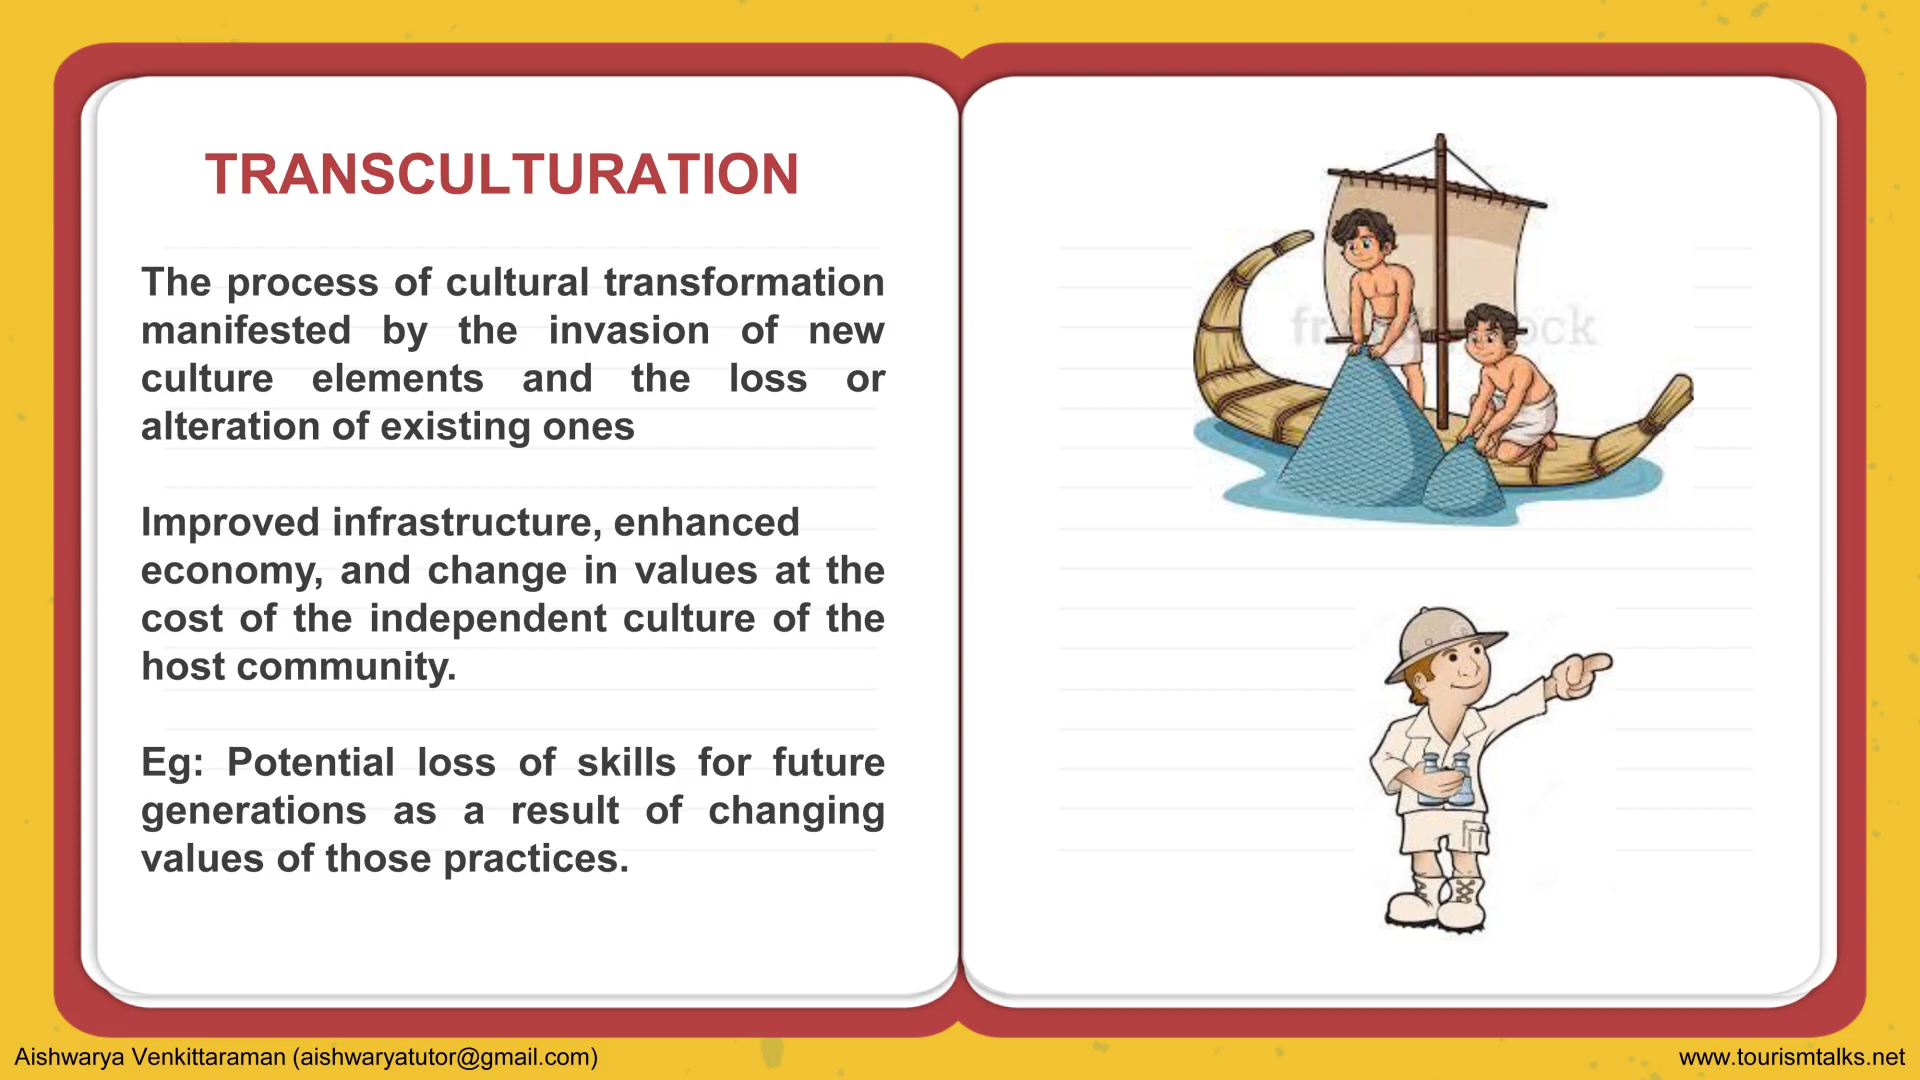 TRANSCULTURATION
The process of cultural transformation
manifested by the invasion of new
culture elements and the loss or
alteration of existing ones
Improved infrastructure, enhanced
economy, and change in values at the
cost of the independent culture of the
host community.
Eg: Potential loss of skills for future
generations as a result of changing
values of those practices.
Aishwarya Venkittaraman (aishwaryatutor@gmail.com)
www.tourismtalks.net